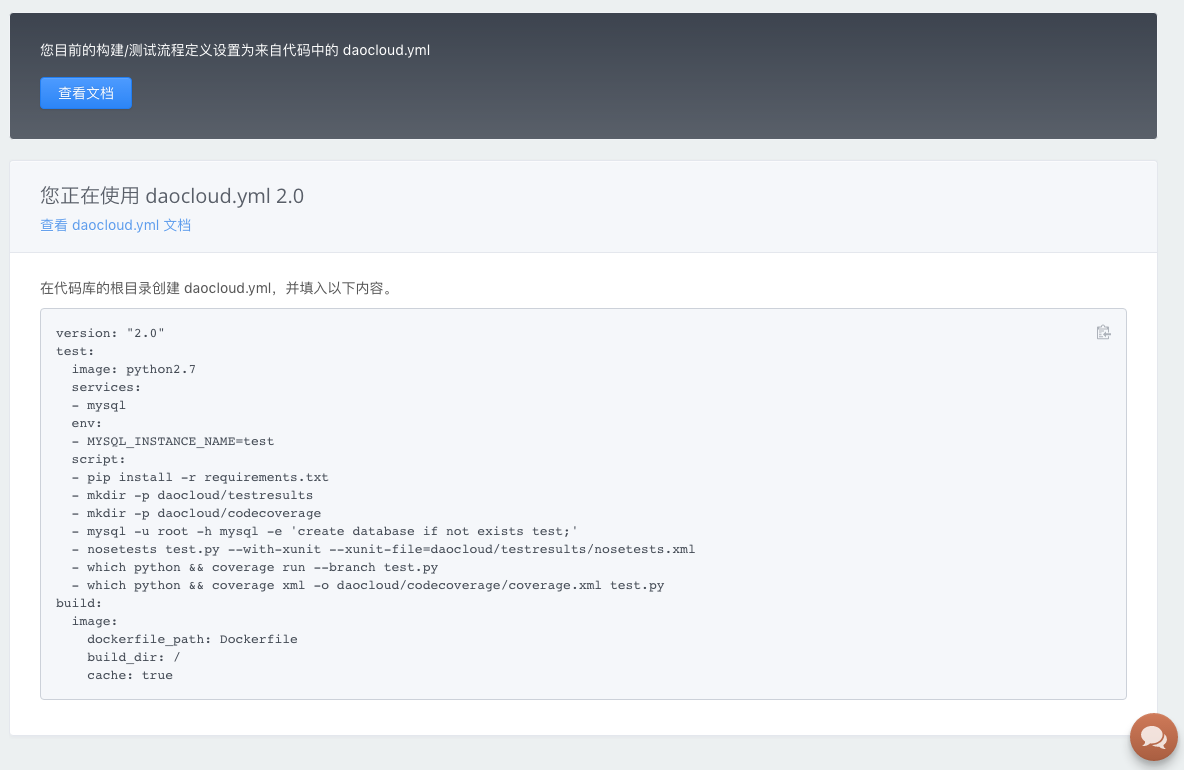 您目前的构建/测试流程定义设置为来自代码中的 daocloud.yml
查看文档
您正在使用 daocloud.yml 2.0
查看 daocloud.yml 文档
在代码库的根目录创建 daocloud.yml，并填入以下内容。
version: "2.0"
test:
  image: python2.7
  services:
  - mysql
  env:
  - MYSQL_INSTANCE_NAME=test
  script:
  - pip install -r requirements.txt
  - mkdir -p daocloud/testresults
  - mkdir -p daocloud/codecoverage
  - mysql -u root -h mysql -e 'create database if not exists test;'
  - nosetests test.py --with-xunit --xunit-file=daocloud/testresults/nosetests.xml
  - which python && coverage run --branch test.py
  - which python && coverage xml -o daocloud/codecoverage/coverage.xml test.py
build:
  image:
    dockerfile_path: Dockerfile
    build_dir: /
    cache: true